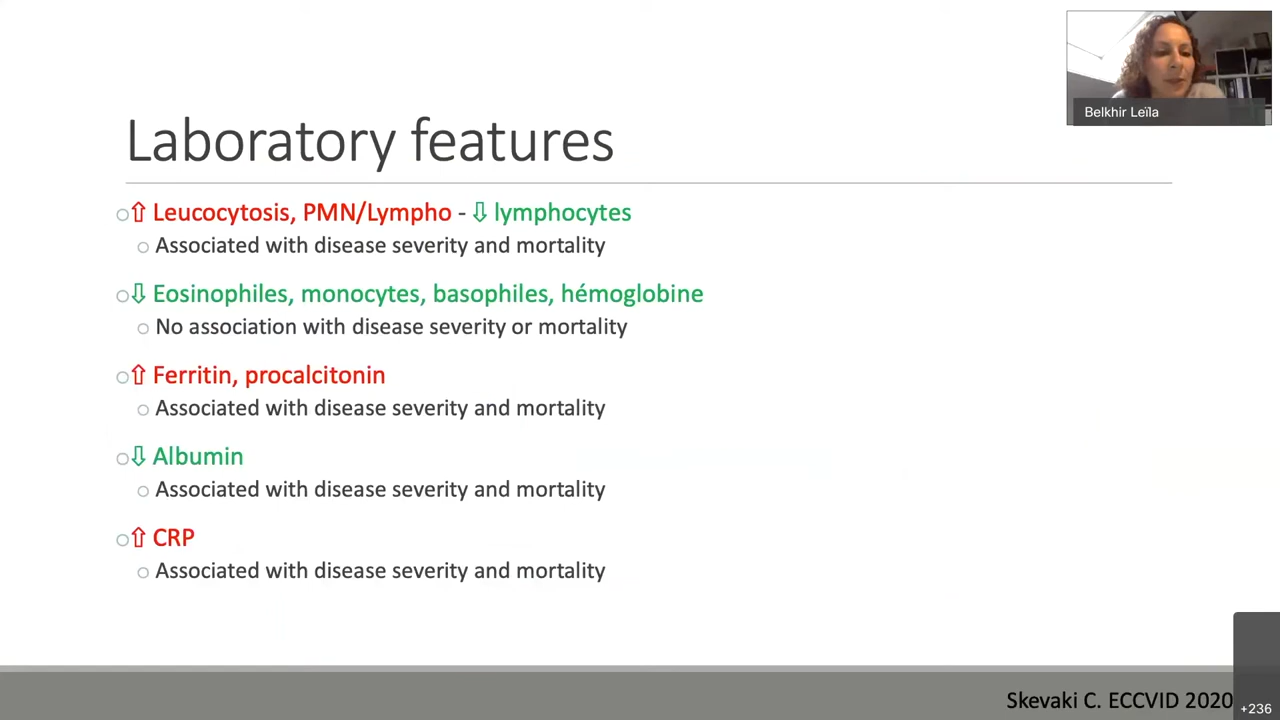 Belkhir Leïla
Laboratory features
⇧ Leucocytosis, PMN/Lympho - ⇩ lymphocytes
Associated with disease severity and mortality
⇩ Eosinophiles, monocytes, basophiles, hémoglobine
No association with disease severity or mortality
⇧ Ferritin, procalcitonin
Associated with disease severity and mortality
⇩ Albumin
Associated with disease severity and mortality
⇧ CRP
Associated with disease severity and mortality
Skevaki C. ECCVID 2020
+236